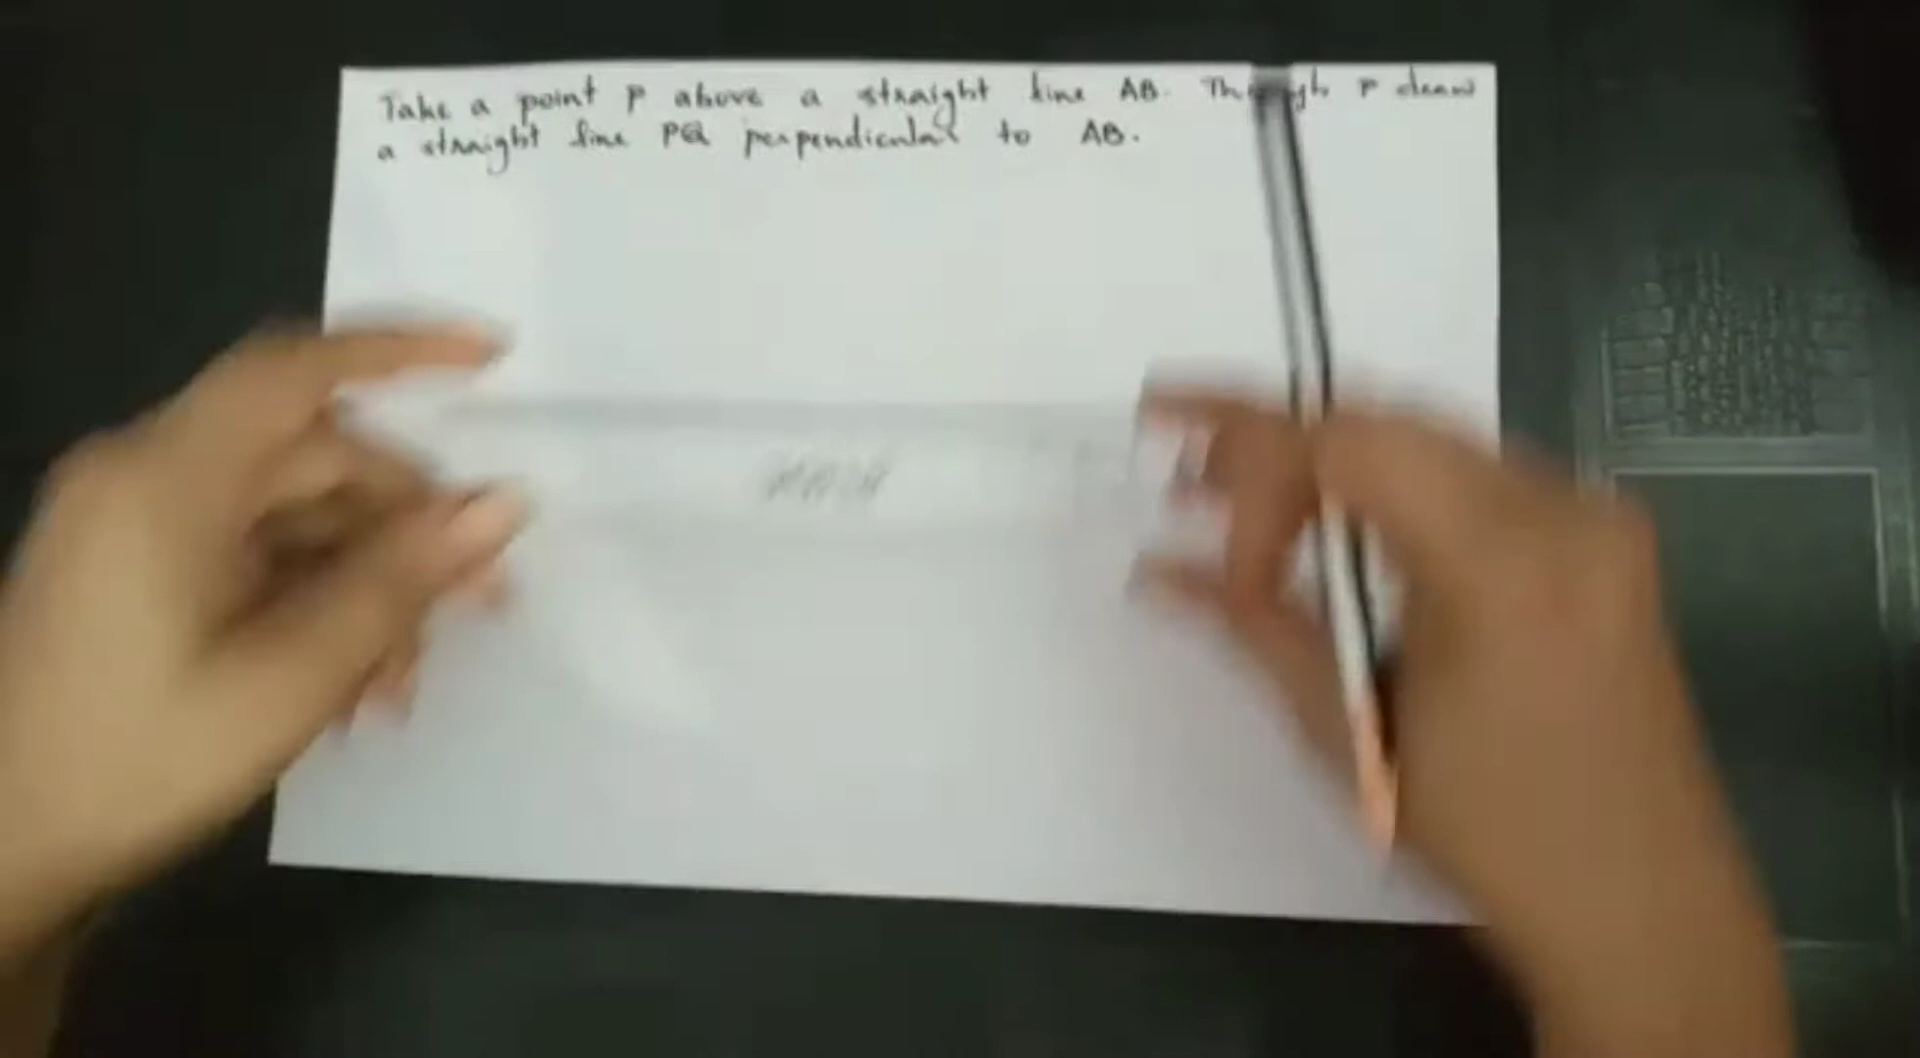 Take a point P above a straight line AB. Through P draw
a straight line PQ perpendicular to AB.